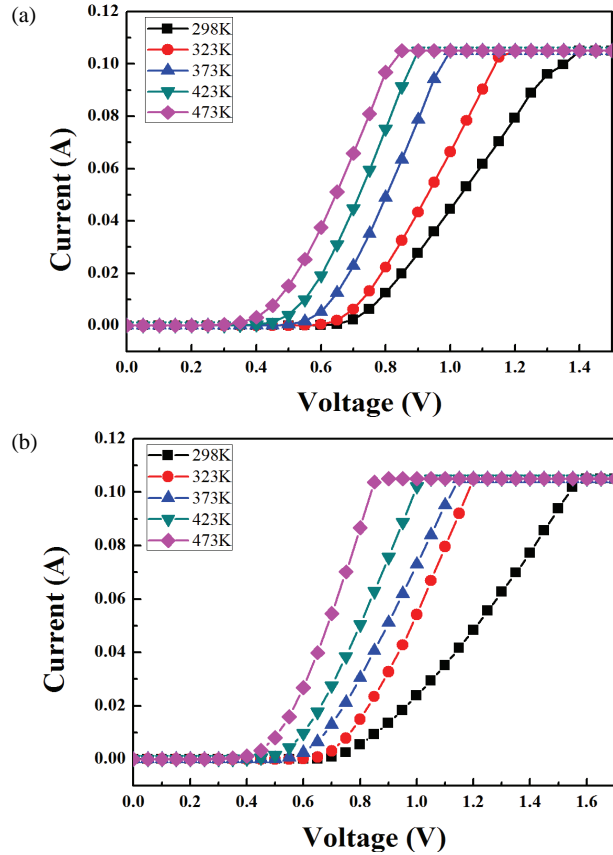 (a)
298K
323K
373K
423K
473K
0.12
0.10
0.08
0.06
0.04
0.02
0.00
Current (A)
0.0 0.2 0.4 0.6 0.8 1.0 1.2 1.4
Voltage (V)
(b)
298K
323K
373K
423K
473K
0.12
0.10
0.08
0.06
0.04
0.02
0.00
Current (A)
0.0 0.2 0.4 0.6 0.8 1.0 1.2 1.4 1.6
Voltage (V)